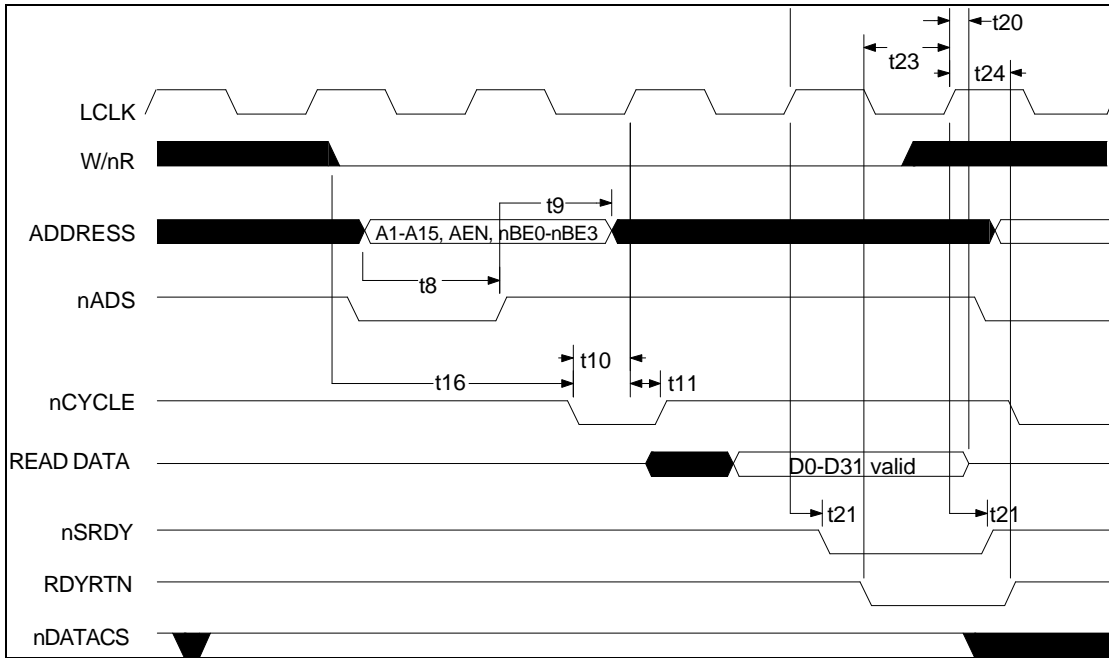 t20
t23
t24
LCLK
W/nR
t9
ADDRESS
A1-A15, AEN, nBE0-nBE3
t8
nADS
t10
t16
t11
nCYCLE
READ DATA
D0-D31 valid
t21
t21
nSRDY
RDYRTN
nDATACS